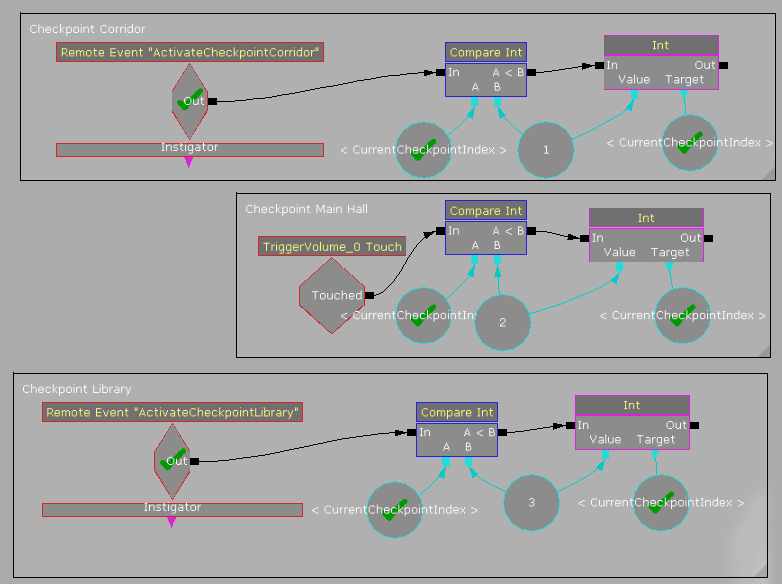 Checkpoint Corridor
Remote Event "ActivateCheckpointCorridor"
Out
Instigator
Compare Int
In A < B
A B
Int
In Out
Value Target
< CurrentCheckpointIndex >
1
< CurrentCheckpointIndex >
Checkpoint Main Hall
TriggerVolume_0 Touch
Touched
Compare Int
In A < B
A B
Int
In Out
Value Target
< CurrentCheckpointIn
2
< CurrentCheckpointIndex >
Checkpoint Library
Remote Event "ActivateCheckpointLibrary"
Out
Instigator
Compare Int
In A < B
A B
Int
In Out
Value Target
< CurrentCheckpointIndex >
3
< CurrentCheckpointIndex >